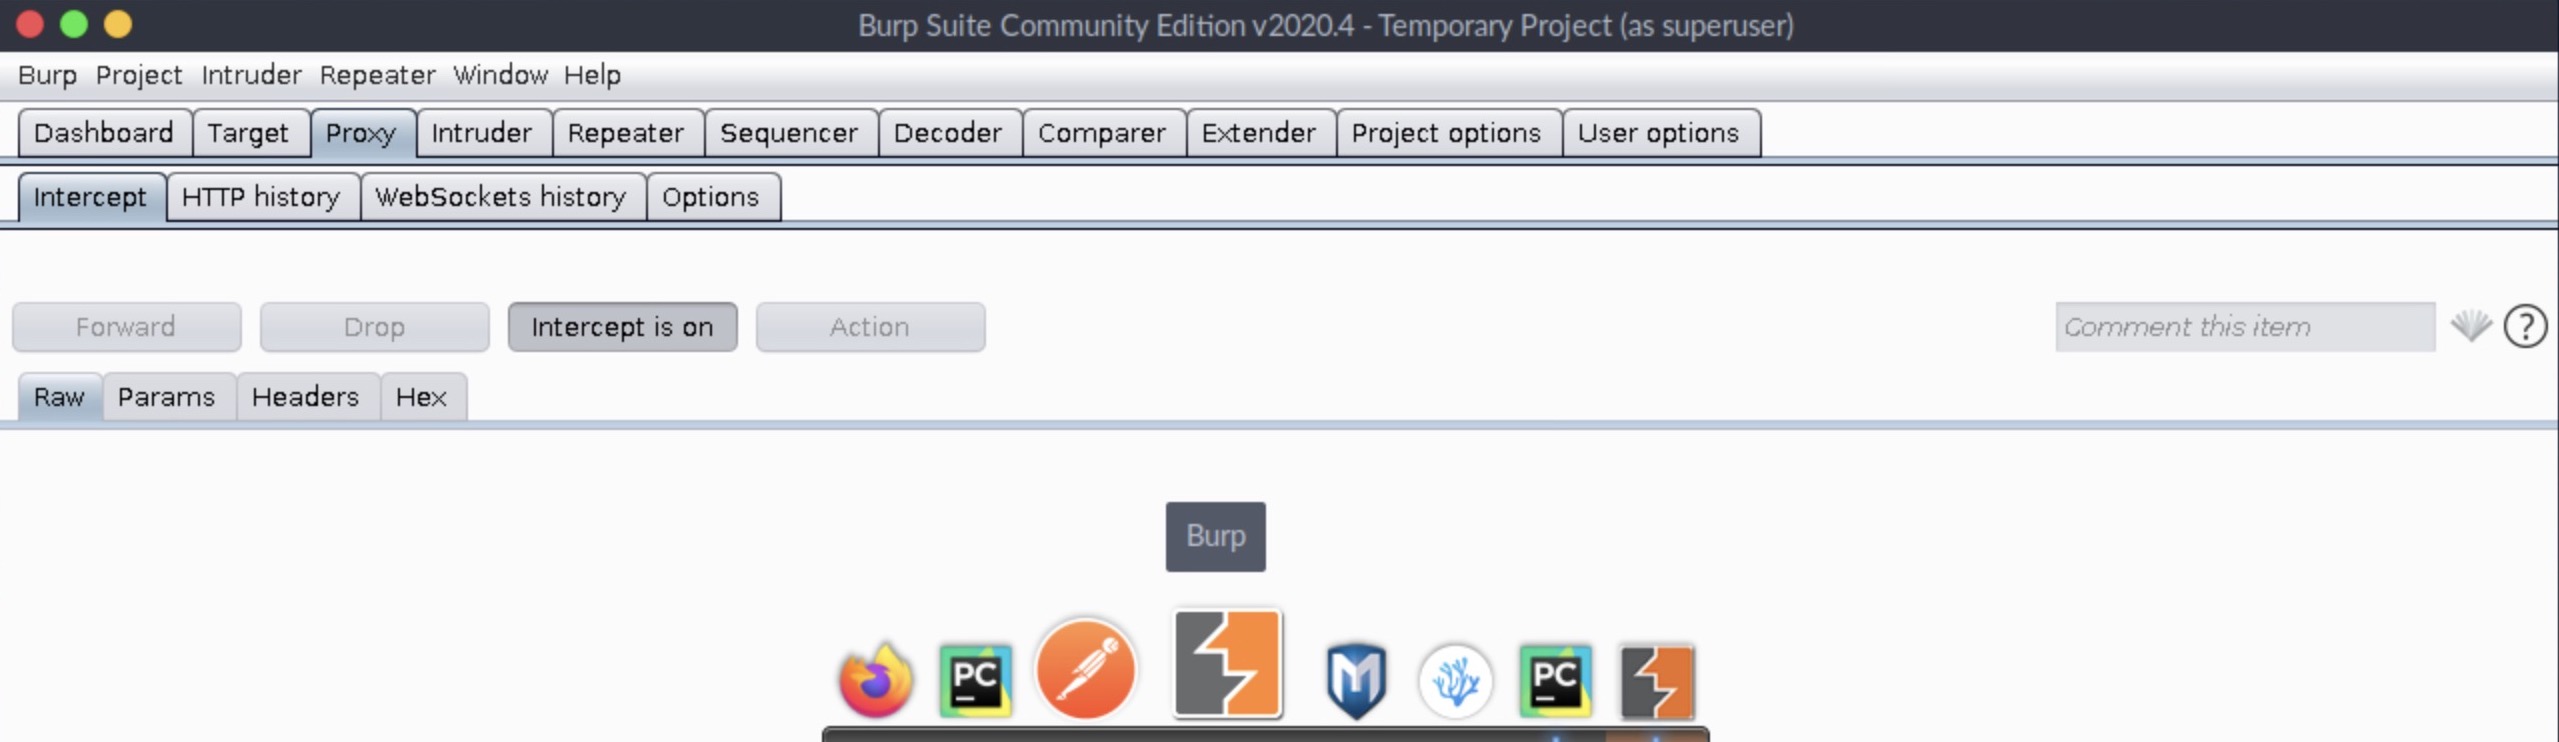 Burp Suite Community Edition v2020.4 - Temporary Project (as superuser)
Burp Project Intruder Repeater Window Help
Dashboard Target Proxy Intruder Repeater Sequencer Decoder Comparer Extender Project options User options
Intercept HTTP history WebSockets history Options
Forward Drop Intercept is on Action Comment this item ?
Raw Params Headers Hex
Burp
PC M PC